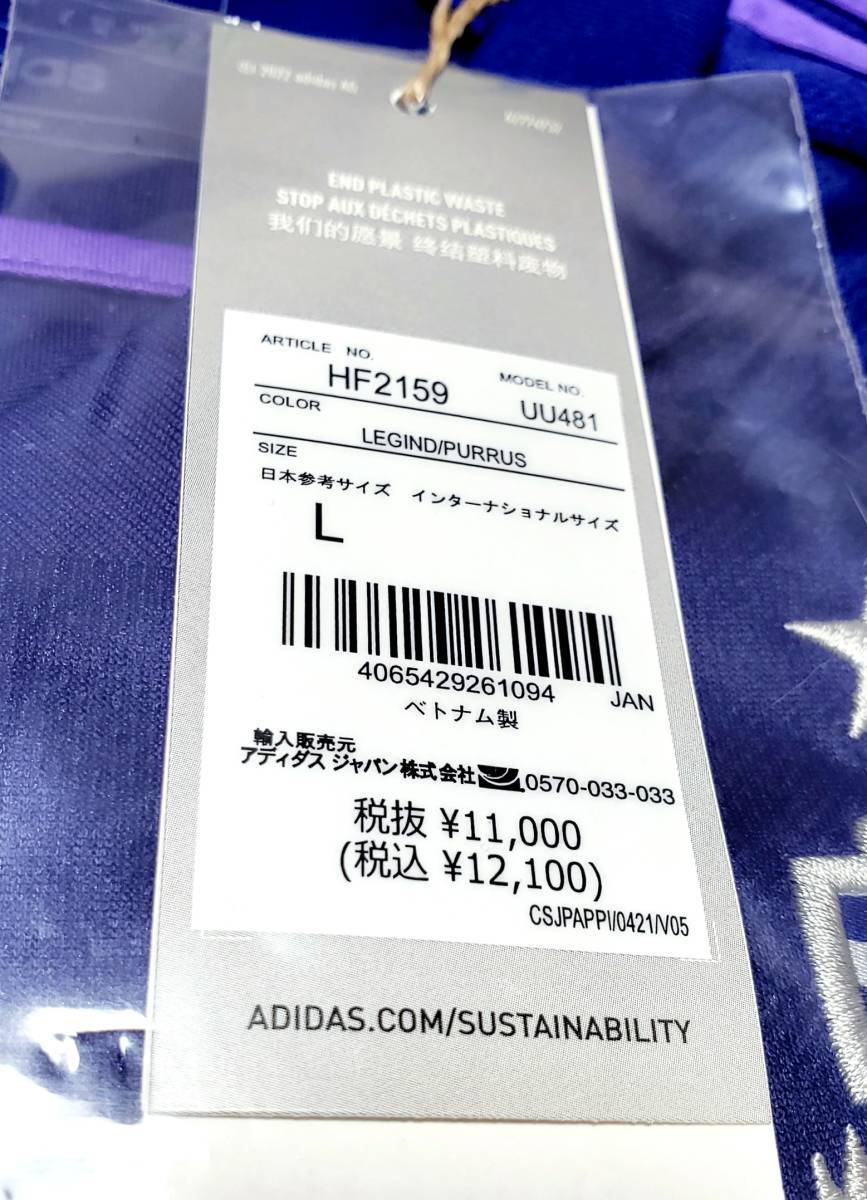 das
© 2022 adidas AG
END PLASTIC WASTE
STOP AUX DÉCHETS PLASTIQUES
我们的愿景 终结塑料废物
ARTICLE NO. MODEL NO.
HF2159 UU481
COLOR
LEGIND/PURRUS
SIZE
日本参考サイズ インターナショナルサイズ
L
4065429261094 JAN
ベトナム製
輸入販売元
アディダス ジャパン株式会社 0570-033-033
税抜 ¥11,000
(税込 ¥12,100)
CSJPAPPI/0421/V05
ADIDAS.COM/SUSTAINABILITY